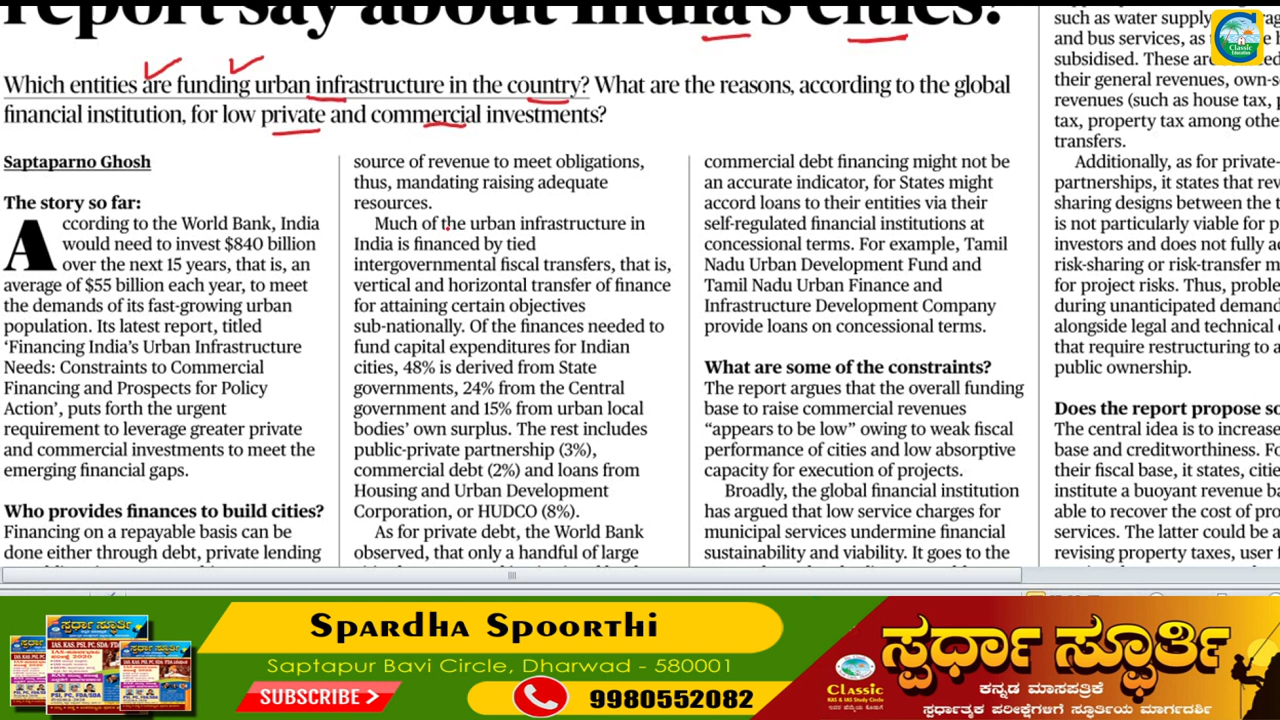 report say about India's cities?
Which entities are funding urban infrastructure in the country? What are the reasons, according to the global
financial institution, for low private and commercial investments?
Saptaparno Ghosh
The story so far:
According to the World Bank, India
would need to invest $840 billion
over the next 15 years, that is, an
average of $55 billion each year, to meet
the demands of its fast-growing urban
population. Its latest report, titled
‘Financing India’s Urban Infrastructure
Needs: Constraints to Commercial
Financing and Prospects for Policy
Action’, puts forth the urgent
requirement to leverage greater private
and commercial investments to meet the
emerging financial gaps.
Who provides finances to build cities?
Financing on a repayable basis can be
done either through debt, private lending
source of revenue to meet obligations,
thus, mandating raising adequate
resources.
Much of the urban infrastructure in
India is financed by tied
intergovernmental fiscal transfers, that is,
vertical and horizontal transfer of finance
for attaining certain objectives
sub-nationally. Of the finances needed to
fund capital expenditures for Indian
cities, 48% is derived from State
governments, 24% from the Central
government and 15% from urban local
bodies’ own surplus. The rest includes
public-private partnership (3%),
commercial debt (2%) and loans from
Housing and Urban Development
Corporation, or HUDCO (8%).
As for private debt, the World Bank
observed, that only a handful of large
commercial debt financing might not be
an accurate indicator, for States might
accord loans to their entities via their
self-regulated financial institutions at
concessional terms. For example, Tamil
Nadu Urban Development Fund and
Tamil Nadu Urban Finance and
Infrastructure Development Company
provide loans on concessional terms.
What are some of the constraints?
The report argues that the overall funding
base to raise commercial revenues
“appears to be low” owing to weak fiscal
performance of cities and low absorptive
capacity for execution of projects.
Broadly, the global financial institution
has argued that low service charges for
municipal services undermine financial
sustainability and viability. It goes to the
such as water supply
and bus services, as
subsidised. These are
their general revenues, own-s
revenues (such as house tax, p
tax, property tax among othe
transfers.
Additionally, as for private-
partnerships, it states that rev
sharing designs between the t
is not particularly viable for p
investors and does not fully a
risk-sharing or risk-transfer m
for project risks. Thus, proble
during unanticipated demand
alongside legal and technical
that require restructuring to a
public ownership.
Does the report propose so
The central idea is to increase
base and creditworthiness. Fo
their fiscal base, it states, citie
institute a buoyant revenue ba
able to recover the cost of pro
services. The latter could be a
revising property taxes, user f
Classic
Education
Spardha Spoorthi
Saptapur Bavi Circle Dharwad - 580001
SUBSCRIBE >
9980552082
Classic
KAS & IAS Study Circle
ಸ್ಪರ್ಧಾ ಸ್ಫೂರ್ತಿ
ಕನ್ನಡ ಮಾಸಪತ್ರಿಕೆ
ಸ್ಪರ್ಧಾತ್ಮಕ ಪರೀಕ್ಷೆಗಳಿಗೆ ಸ್ಫೂರ್ತಿಯ ಮಾರ್ಗದರ್ಶಿ